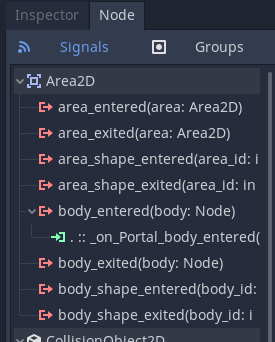 Inspector Node
Signals Groups
Area2D
area_entered(area: Area2D)
area_exited(area: Area2D)
area_shape_entered(area_id: i
area_shape_exited(area_id: in
body_entered(body: Node)
. :: _on_Portal_body_entered(
body_exited(body: Node)
body_shape_entered(body_id:
body_shape_exited(body_id: i
CollisionObject2D